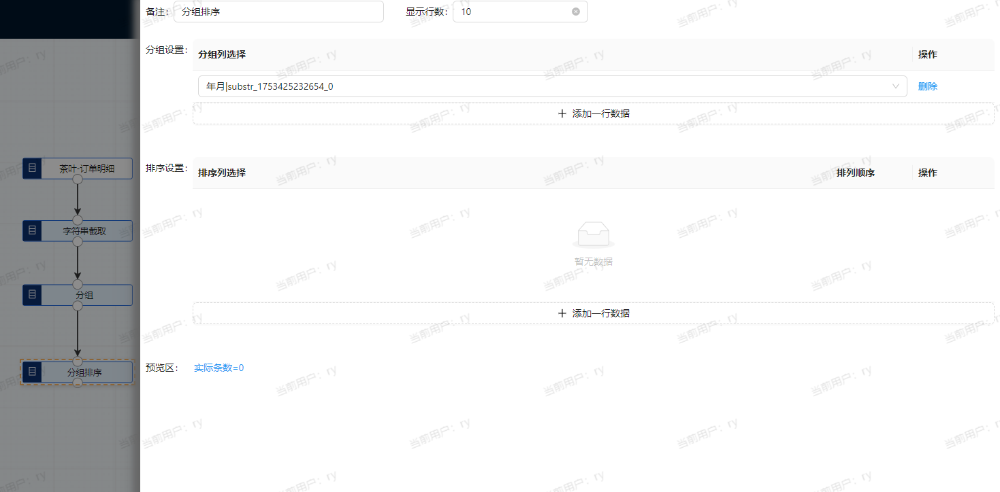 备注： 分组排序 显示行数： 10
分组设置： 分组列选择 操作
年月|substr_1753425232654_0 删除
+ 添加一行数据
排序设置： 排序列选择 排列顺序 操作
暂无数据
+ 添加一行数据
预览区： 实际条数=0
茶叶-订单明细
字符串截取
分组
分组排序
当前用户：ry